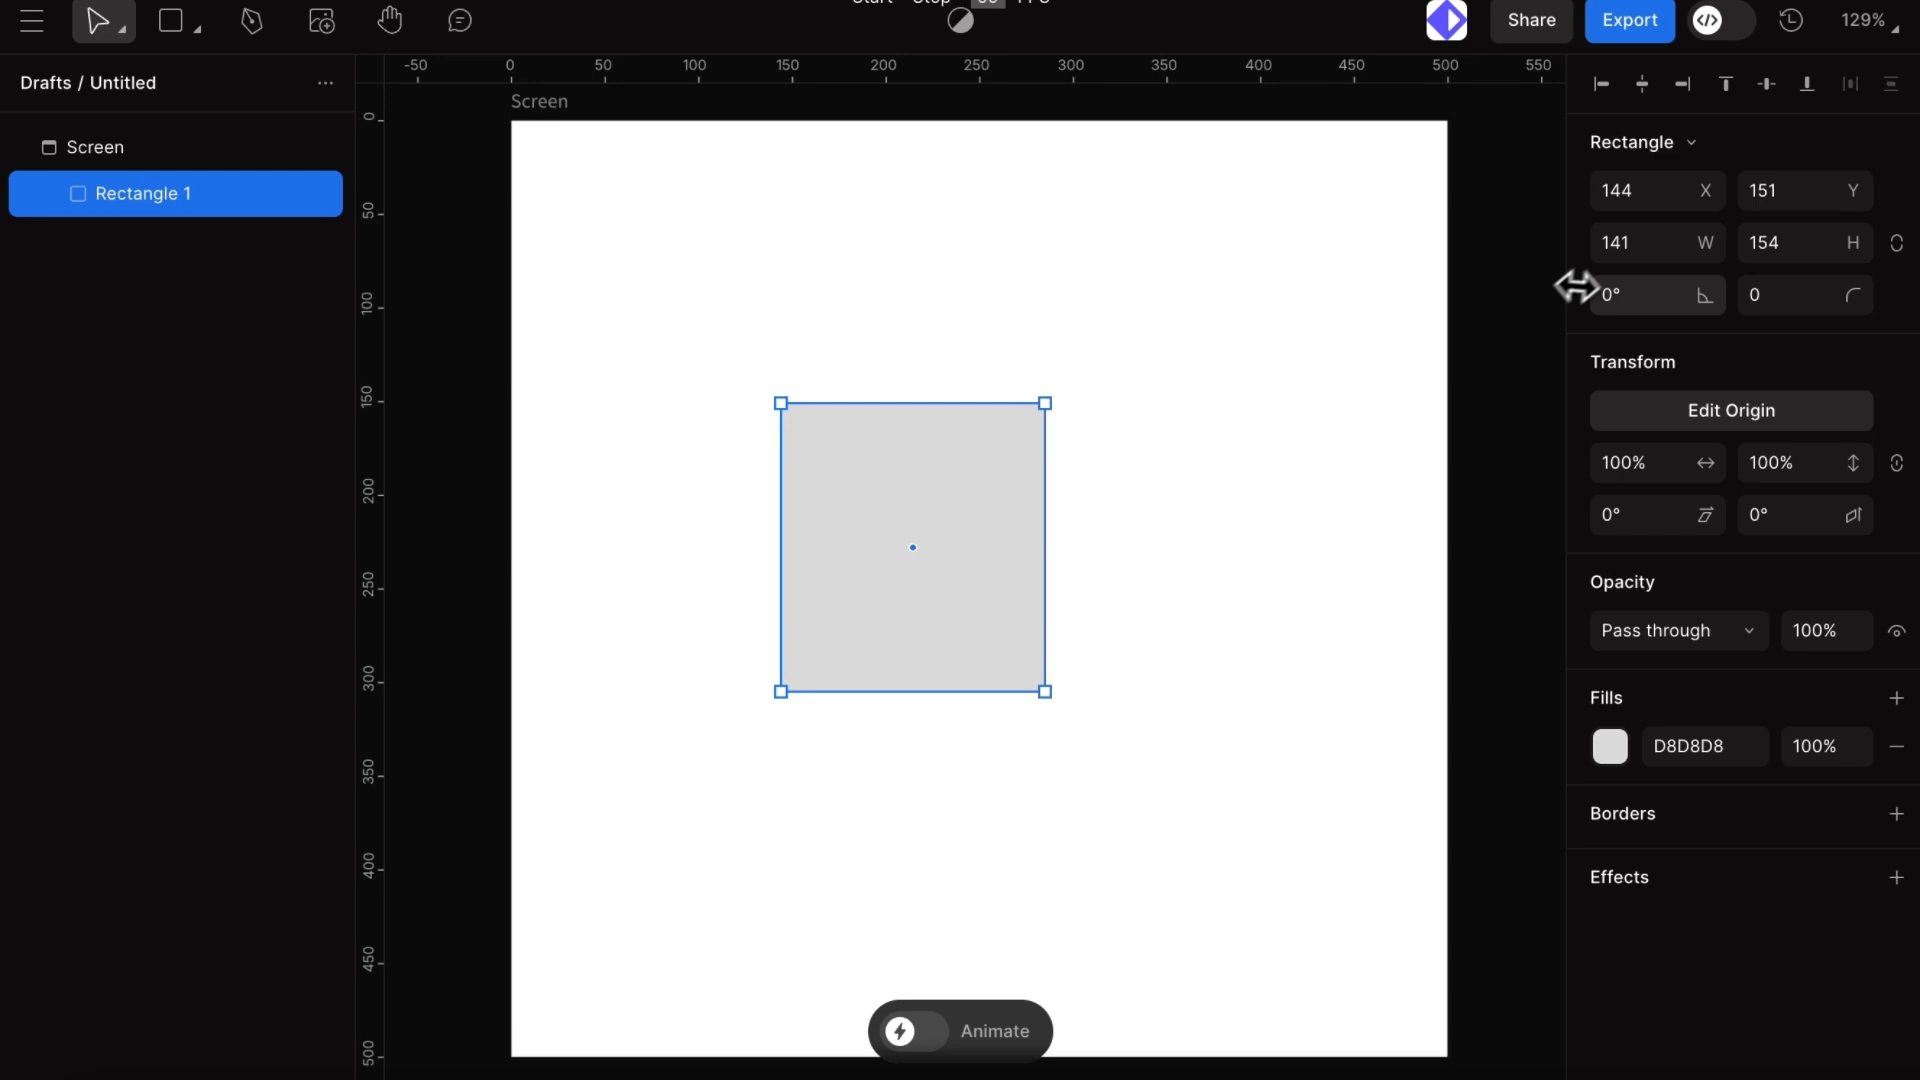 Start Stop FPS
Share
Export
129%
Drafts / Untitled
-50 0 50 100 150 200 250 300 350 400 450 500 550
Screen
Screen
Rectangle 1
0
50
100
150
200
250
300
350
400
450
500
Rectangle
144 X 151 Y
141 W 154 H
0° 0
Transform
Edit Origin
100% 100%
0° 0°
Opacity
Pass through 100%
Fills
D8D8D8 100%
Borders
Effects
Animate